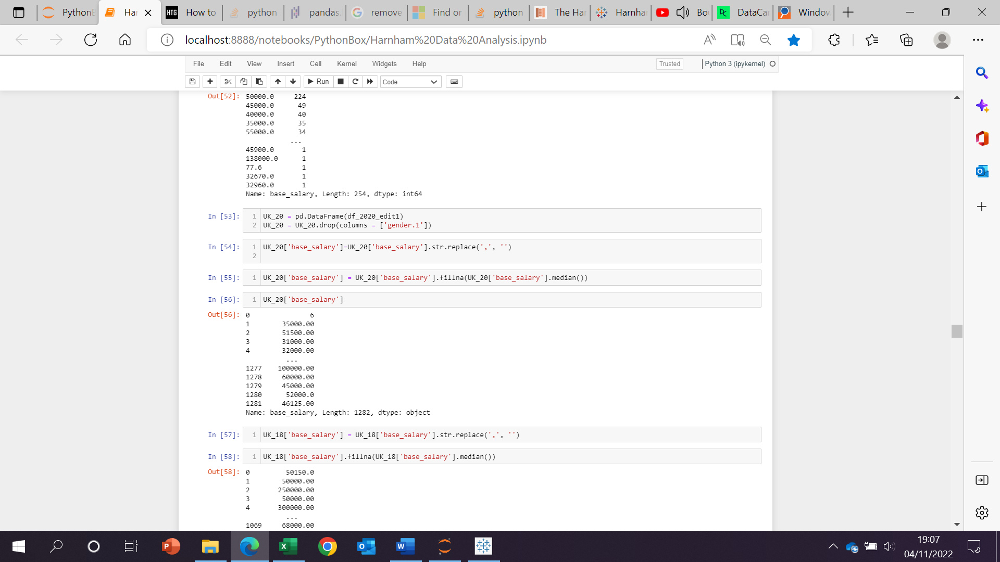 PythonB
Har
HTG
How to
python
pandas.
remove
Find or
python
The Har
Harnha
Bo
DataCa
Window
localhost:8888/notebooks/PythonBox/Harnham%20Data%20Analysis.ipynb
File Edit View Insert Cell Kernel Widgets Help
Trusted
Python 3 (ipykernel)
Run
Code
Out[52]: 50000.0 224
45000.0 49
40000.0 40
35000.0 35
55000.0 34
...
45900.0 1
138000.0 1
77.6 1
32670.0 1
32960.0 1
Name: base_salary, Length: 254, dtype: int64
In [53]: 1 UK_20 = pd.DataFrame(df_2020_edit1)
2 UK_20 = UK_20.drop(columns = ['gender.1'])
In [54]: 1 UK_20['base_salary']=UK_20['base_salary'].str.replace(',', '')
2
In [55]: 1 UK_20['base_salary'] = UK_20['base_salary'].fillna(UK_20['base_salary'].median())
In [56]: 1 UK_20['base_salary']
Out[56]: 0 6
1 35000.00
2 51500.00
3 31000.00
4 32000.00
...
1277 100000.00
1278 60000.00
1279 45000.00
1280 52000.0
1281 46125.00
Name: base_salary, Length: 1282, dtype: object
In [57]: 1 UK_18['base_salary'] = UK_18['base_salary'].str.replace(',', '')
In [58]: 1 UK_18['base_salary'].fillna(UK_18['base_salary'].median())
Out[58]: 0 50150.0
1 50000.00
2 250000.00
3 50000.00
4 300000.00
...
1069 68000.00
19:07
04/11/2022